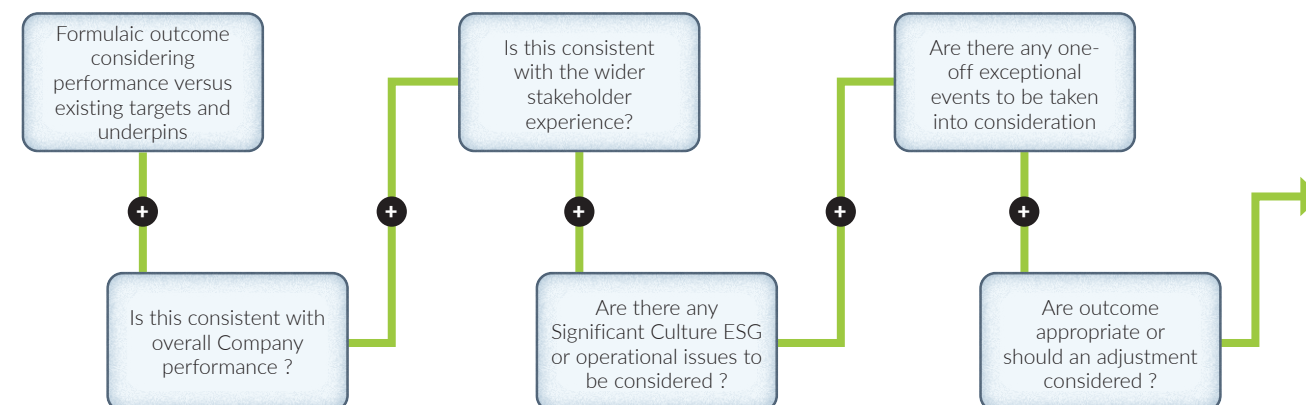 Formulaic outcome
considering
performance versus
existing targets and
underpins
+
Is this consistent with
overall Company
performance ?
+
Is this consistent
with the wider
stakeholder
experience?
+
Are there any
Significant Culture ESG
or operational issues to
be considered ?
+
Are there any one-
off exceptional
events to be taken
into consideration
+
Are outcome
appropriate or
should an adjustment
considered ?